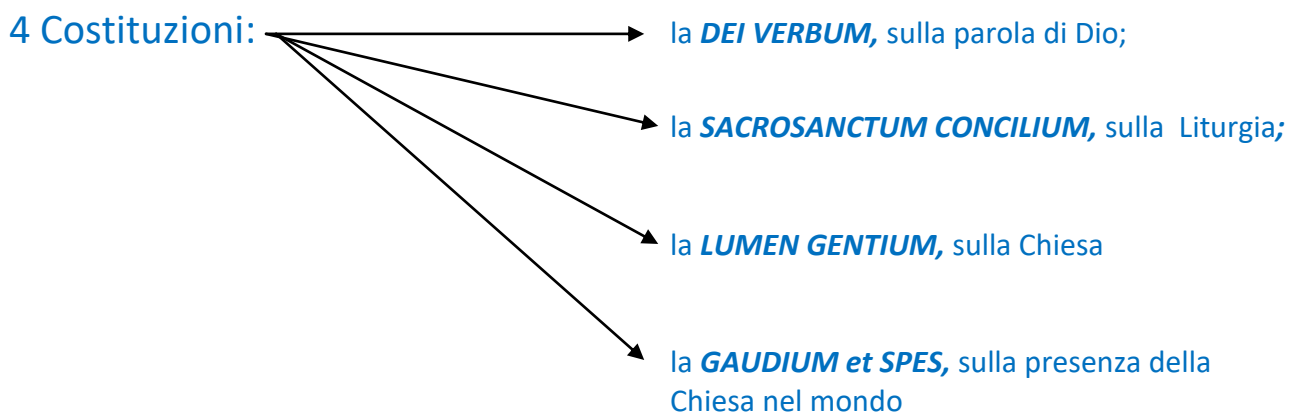 4 Costituzioni:
la DEI VERBUM, sulla parola di Dio;
la SACROSANCTUM CONCILIUM, sulla Liturgia;
la LUMEN GENTIUM, sulla Chiesa
la GAUDIUM et SPES, sulla presenza della
Chiesa nel mondo